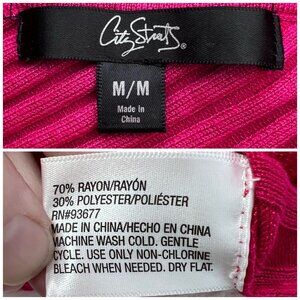 City Streets®
M/M
Made in
China
70% RAYON/RAYÓN
30% POLYESTER/POLIÉSTER
RN#93677
MADE IN CHINA/HECHO EN CHINA
MACHINE WASH COLD. GENTLE
CYCLE. USE ONLY NON-CHLORINE
BLEACH WHEN NEEDED. DRY FLAT.